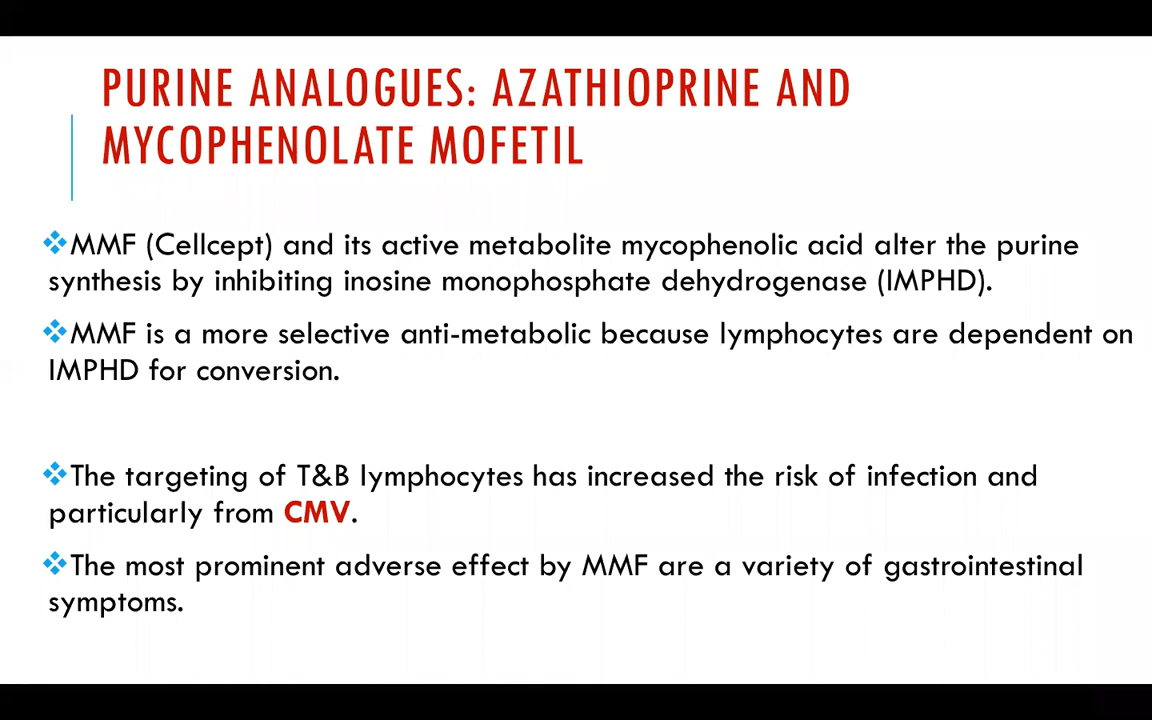 PURINE ANALOGUES: AZATHIOPRINE AND
MYCOPHENOLATE MOFETIL
MMF (Cellcept) and its active metabolite mycophenolic acid alter the purine
synthesis by inhibiting inosine monophosphate dehydrogenase (IMPHD).
MMF is a more selective anti-metabolic because lymphocytes are dependent on
IMPHD for conversion.
The targeting of T&B lymphocytes has increased the risk of infection and
particularly from CMV.
The most prominent adverse effect by MMF are a variety of gastrointestinal
symptoms.